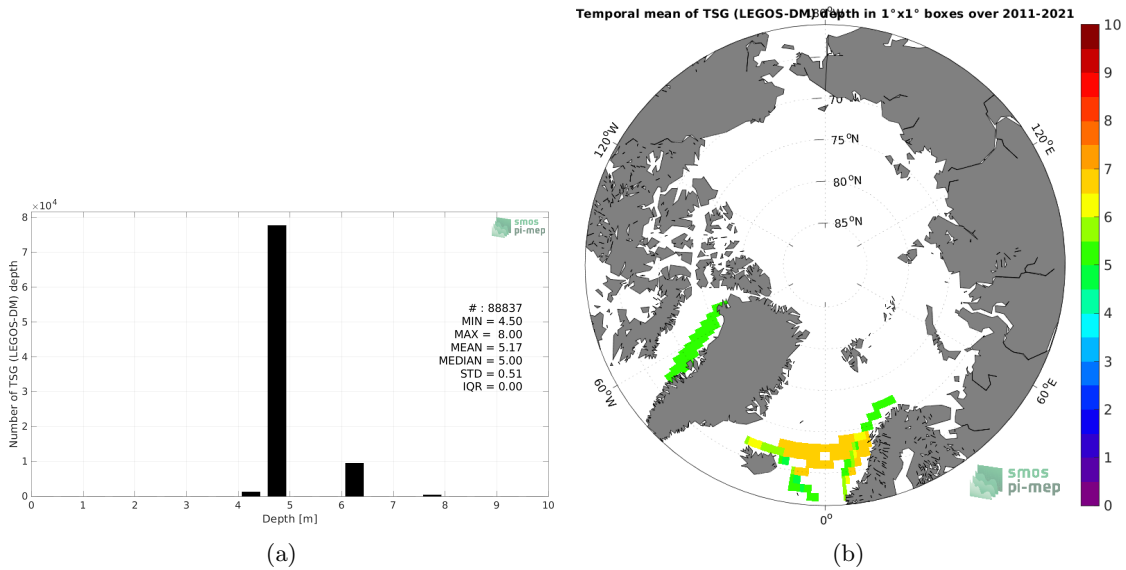 ×10⁴
8
7
6
5
4
3
2
1
0
Number of TSG (LEGOS-DM) depth
smos
pi-mep
# : 88837
MIN = 4.50
MAX = 8.00
MEAN = 5.17
MEDIAN = 5.00
STD = 0.51
IQR = 0.00
0 1 2 3 4 5 6 7 8 9 10
Depth [m]
(a)
Temporal mean of TSG (LEGOS-DM) depth in 1°x1° boxes over 2011-2021
120°W
120°E
75°N
80°N
85°N
60°W
60°E
0°
10
9
8
7
6
5
4
3
2
1
0
smos
pi-mep
(b)